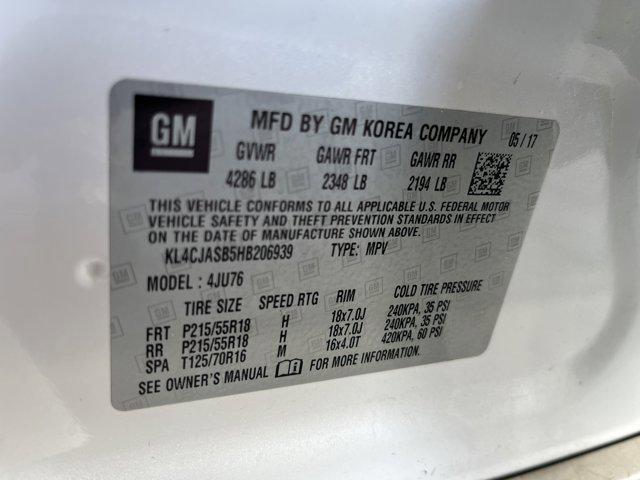 GM
MFD BY GM KOREA COMPANY 05 / 17
GVWR GAWR FRT GAWR RR
4286 LB 2348 LB 2194 LB
THIS VEHICLE CONFORMS TO ALL APPLICABLE U.S. FEDERAL MOTOR
VEHICLE SAFETY AND THEFT PREVENTION STANDARDS IN EFFECT
ON THE DATE OF MANUFACTURE SHOWN ABOVE.
KL4CJASB5HB206939 TYPE: MPV
MODEL : 4JU76
TIRE SIZE SPEED RTG RIM COLD TIRE PRESSURE
FRT P215/55R18 H 18x7.0J 240KPA, 35 PSI
RR P215/55R18 H 18x7.0J 240KPA, 35 PSI
SPA T125/70R16 M 16x4.0T 420KPA, 60 PSI
SEE OWNER'S MANUAL FOR MORE INFORMATION.